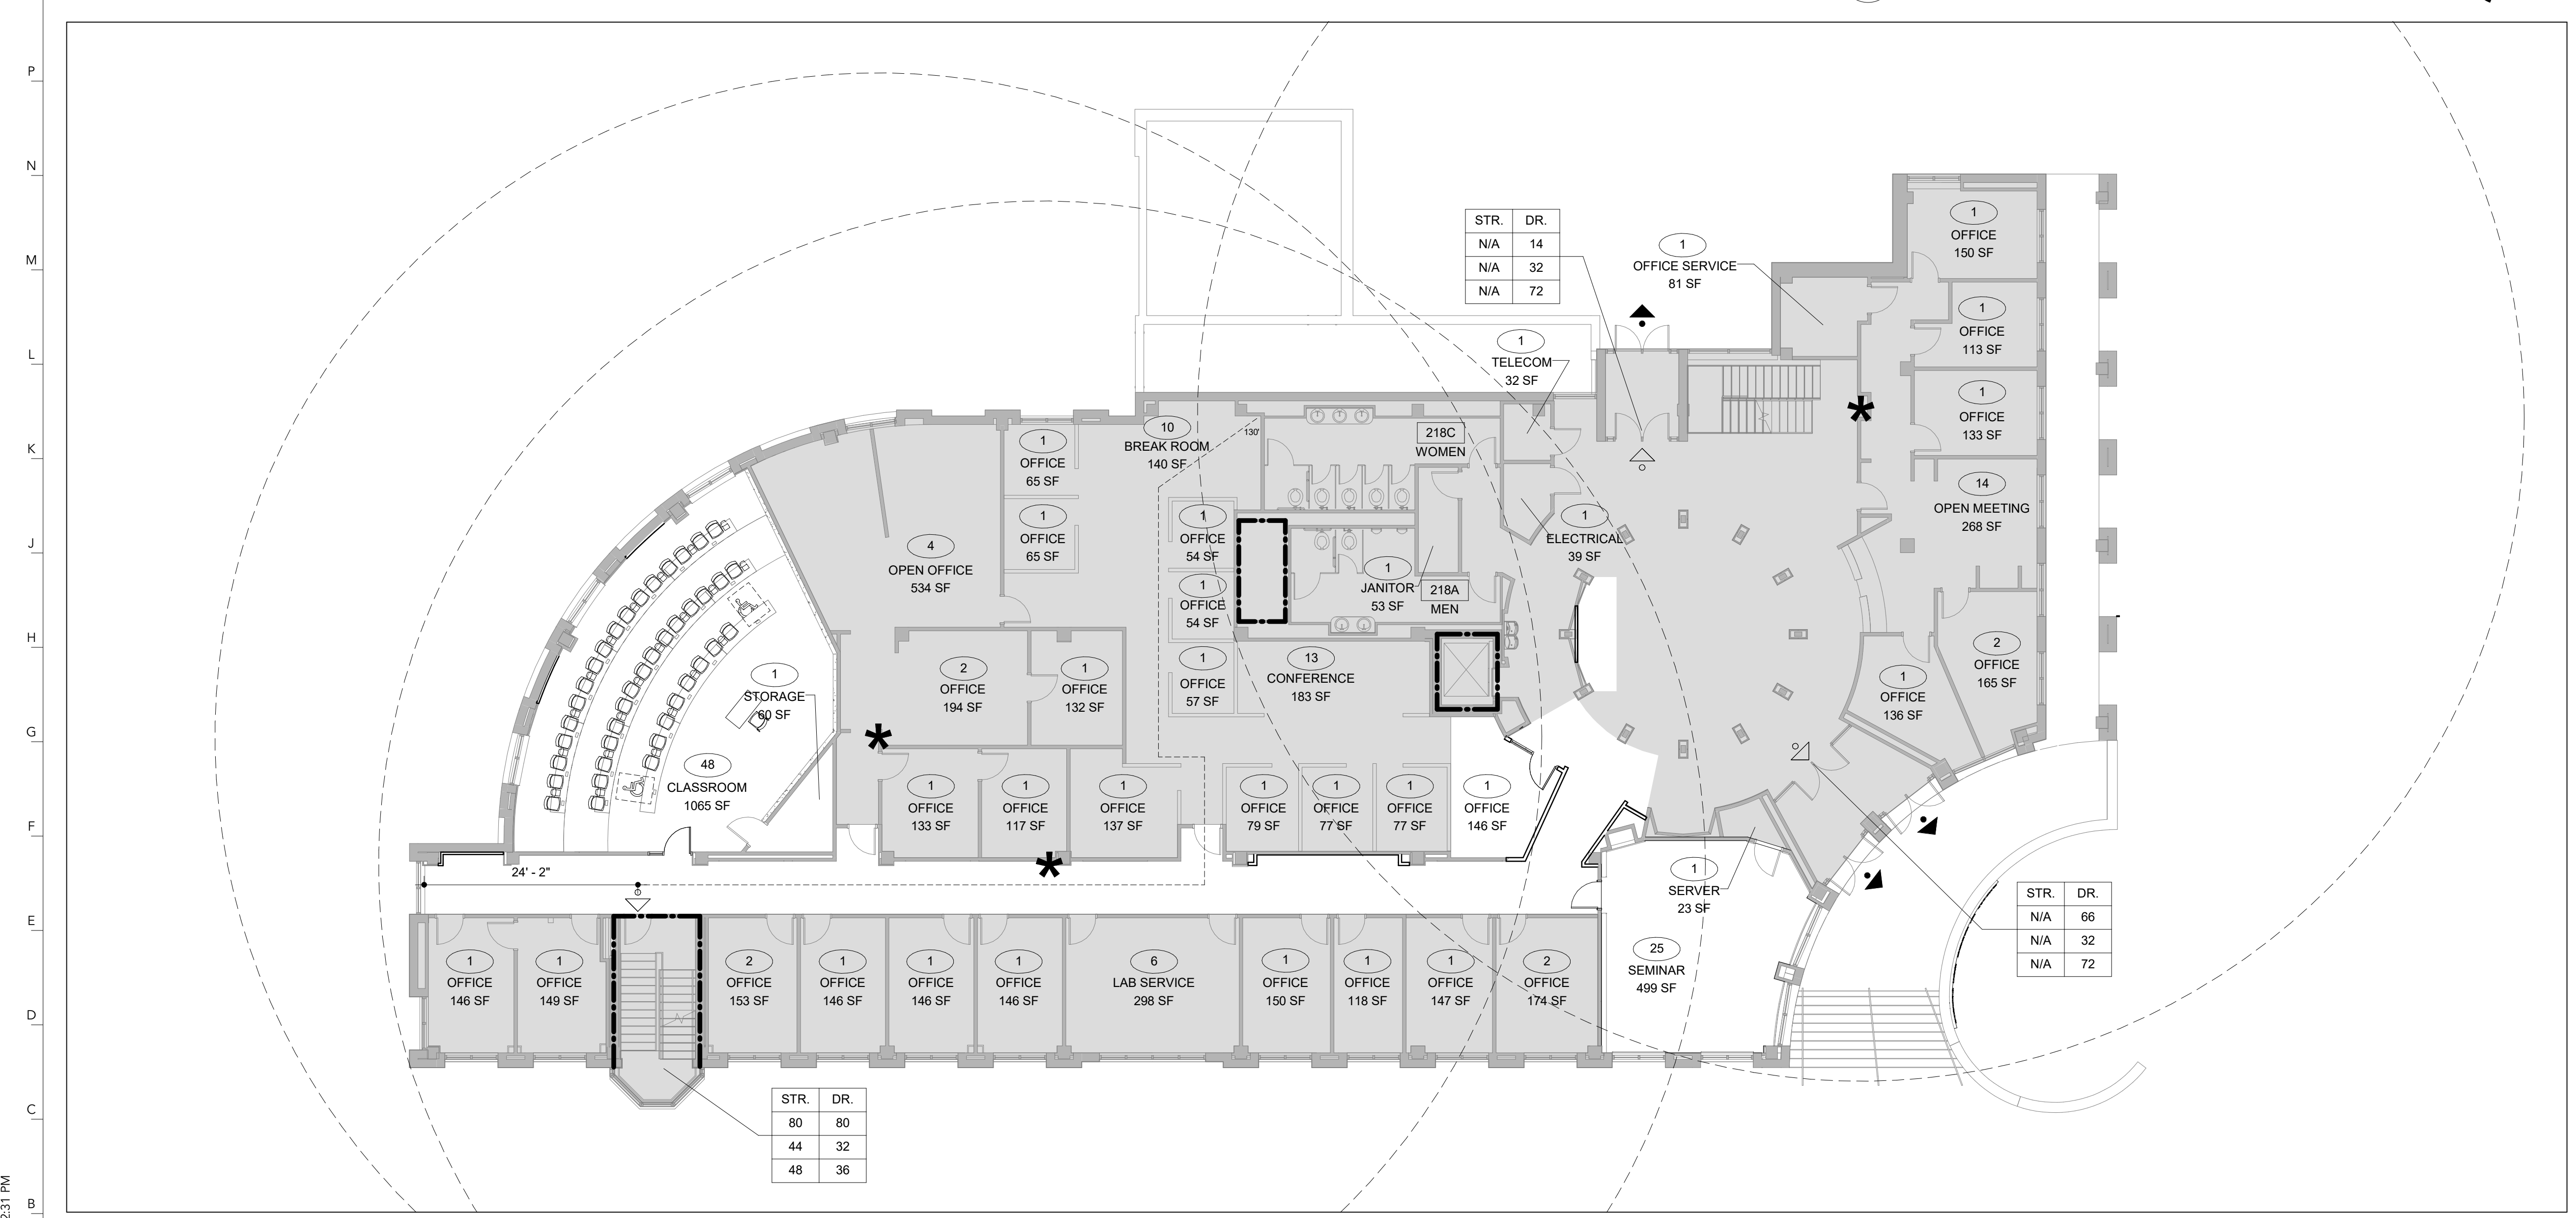 P
N
M
L
K
J
H
G
F
E
D
C
B
2:31 PM
STR. DR.
N/A 14
N/A 32
N/A 72
1
OFFICE SERVICE
81 SF
1
OFFICE
150 SF
1
OFFICE
113 SF
1
OFFICE
133 SF
14
OPEN MEETING
268 SF
2
OFFICE
165 SF
1
OFFICE
136 SF
1
TELECOM
32 SF
218C
WOMEN
1
ELECTRICAL
39 SF
1
JANITOR
53 SF
218A
MEN
10
BREAK ROOM
140 SF
130'
1
OFFICE
65 SF
1
OFFICE
65 SF
1
OFFICE
54 SF
1
OFFICE
54 SF
1
OFFICE
57 SF
4
OPEN OFFICE
534 SF
13
CONFERENCE
183 SF
2
OFFICE
194 SF
1
OFFICE
132 SF
1
STORAGE
60 SF
48
CLASSROOM
1065 SF
1
OFFICE
133 SF
1
OFFICE
117 SF
1
OFFICE
137 SF
1
OFFICE
79 SF
1
OFFICE
77 SF
1
OFFICE
77 SF
1
OFFICE
146 SF
24' - 2"
1
SERVER
23 SF
25
SEMINAR
499 SF
STR. DR.
N/A 66
N/A 32
N/A 72
1
OFFICE
146 SF
1
OFFICE
149 SF
2
OFFICE
153 SF
1
OFFICE
146 SF
1
OFFICE
146 SF
1
OFFICE
146 SF
6
LAB SERVICE
298 SF
1
OFFICE
150 SF
1
OFFICE
118 SF
1
OFFICE
147 SF
2
OFFICE
174 SF
STR. DR.
80 80
44 32
48 36